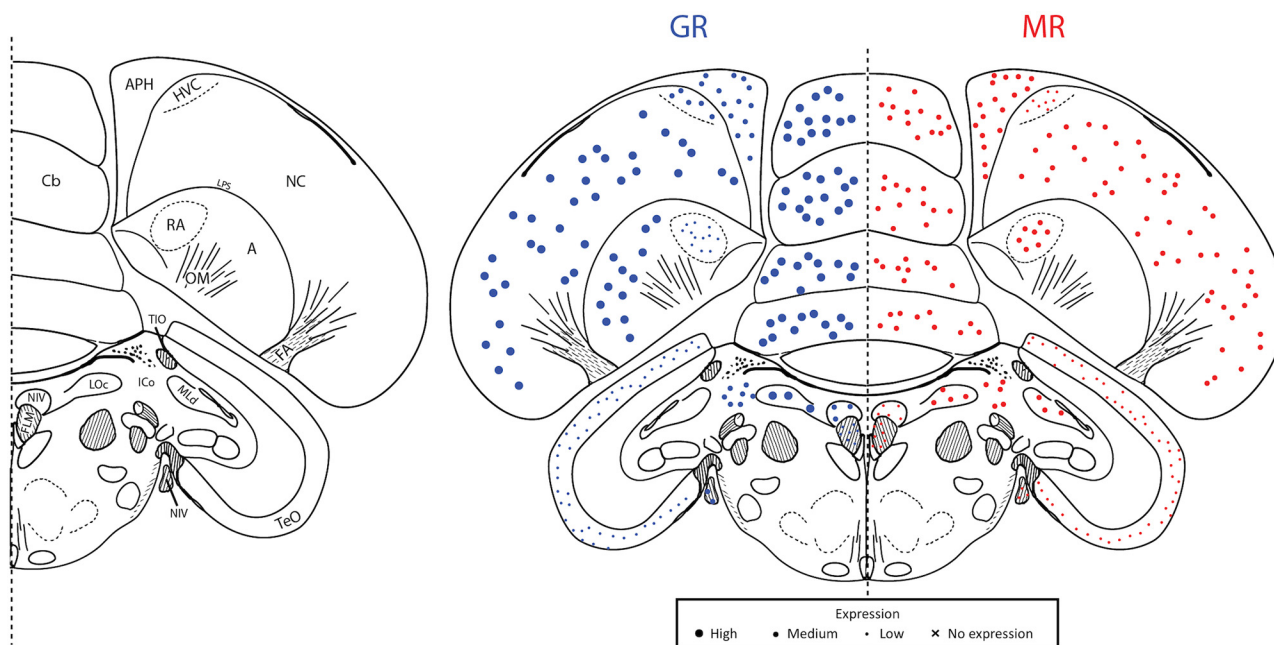 GR
MR
APH
HVC
Cb
NC
LPS
RA
A
OM
TIO
FA
LOc
ICo
MLd
NIV
FLM
NIV
TeO
Expression
High Medium Low × No expression